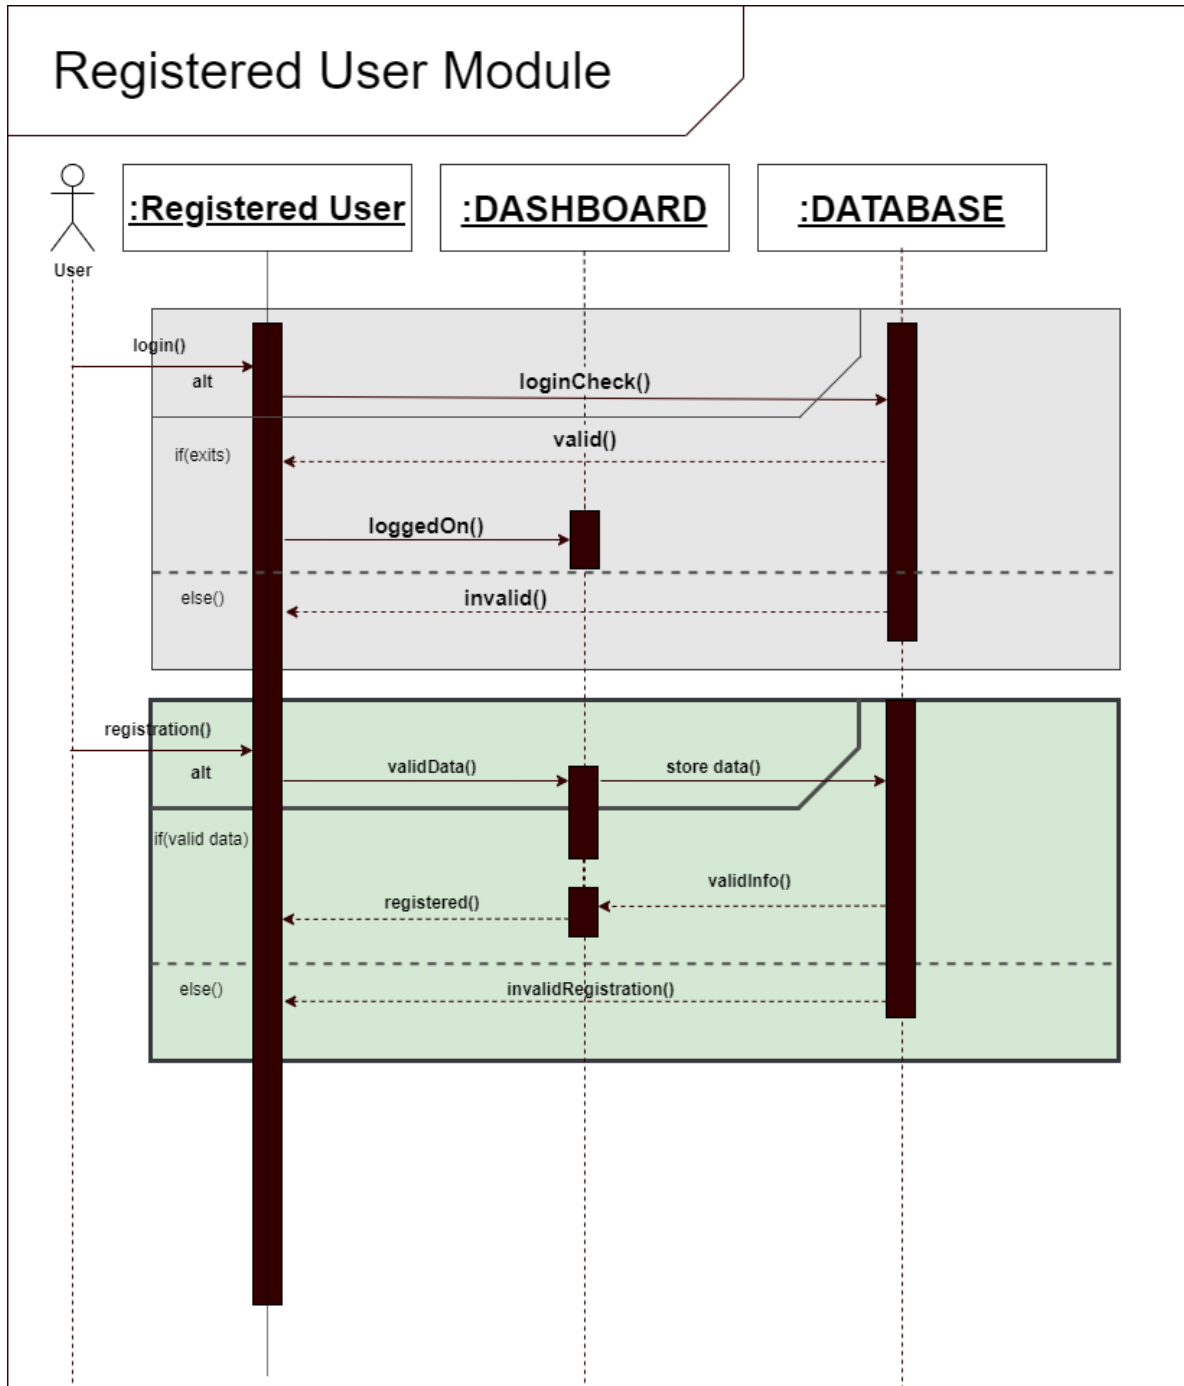 Registered User Module
:Registered User
:DASHBOARD
:DATABASE
User
login()
alt
loginCheck()
valid()
if(exits)
loggedOn()
else()
invalid()
registration()
alt
validData()
store data()
if(valid data)
validInfo()
registered()
else()
invalidRegistration()